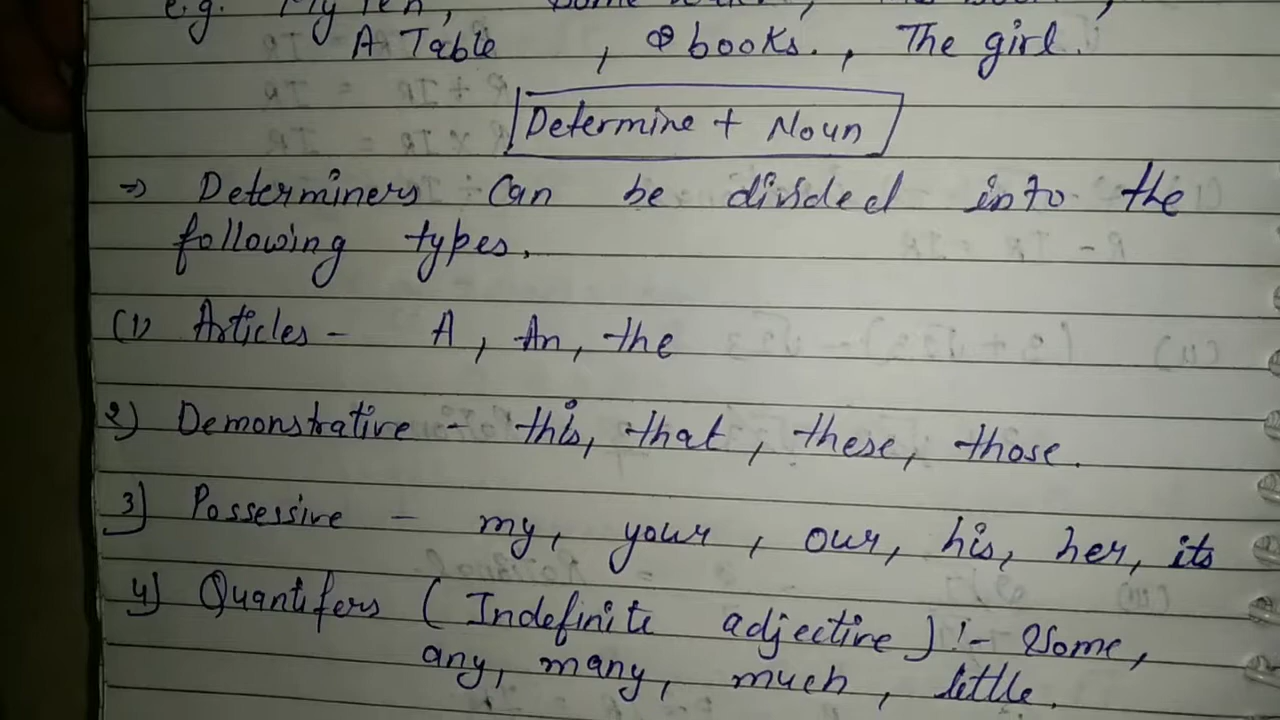 e.g. My Pen,
A Table , books. , The girl.
Determine + Noun
⇒ Determiners Can be divided into the
following types.
(1) Articles - A, An, the
2) Demonstrative - this, that, these, those.
3) Possessive - my, your, our, his, her, its
4) Quantifers (Indefinite adjective) :- Some,
any, many, much, little.